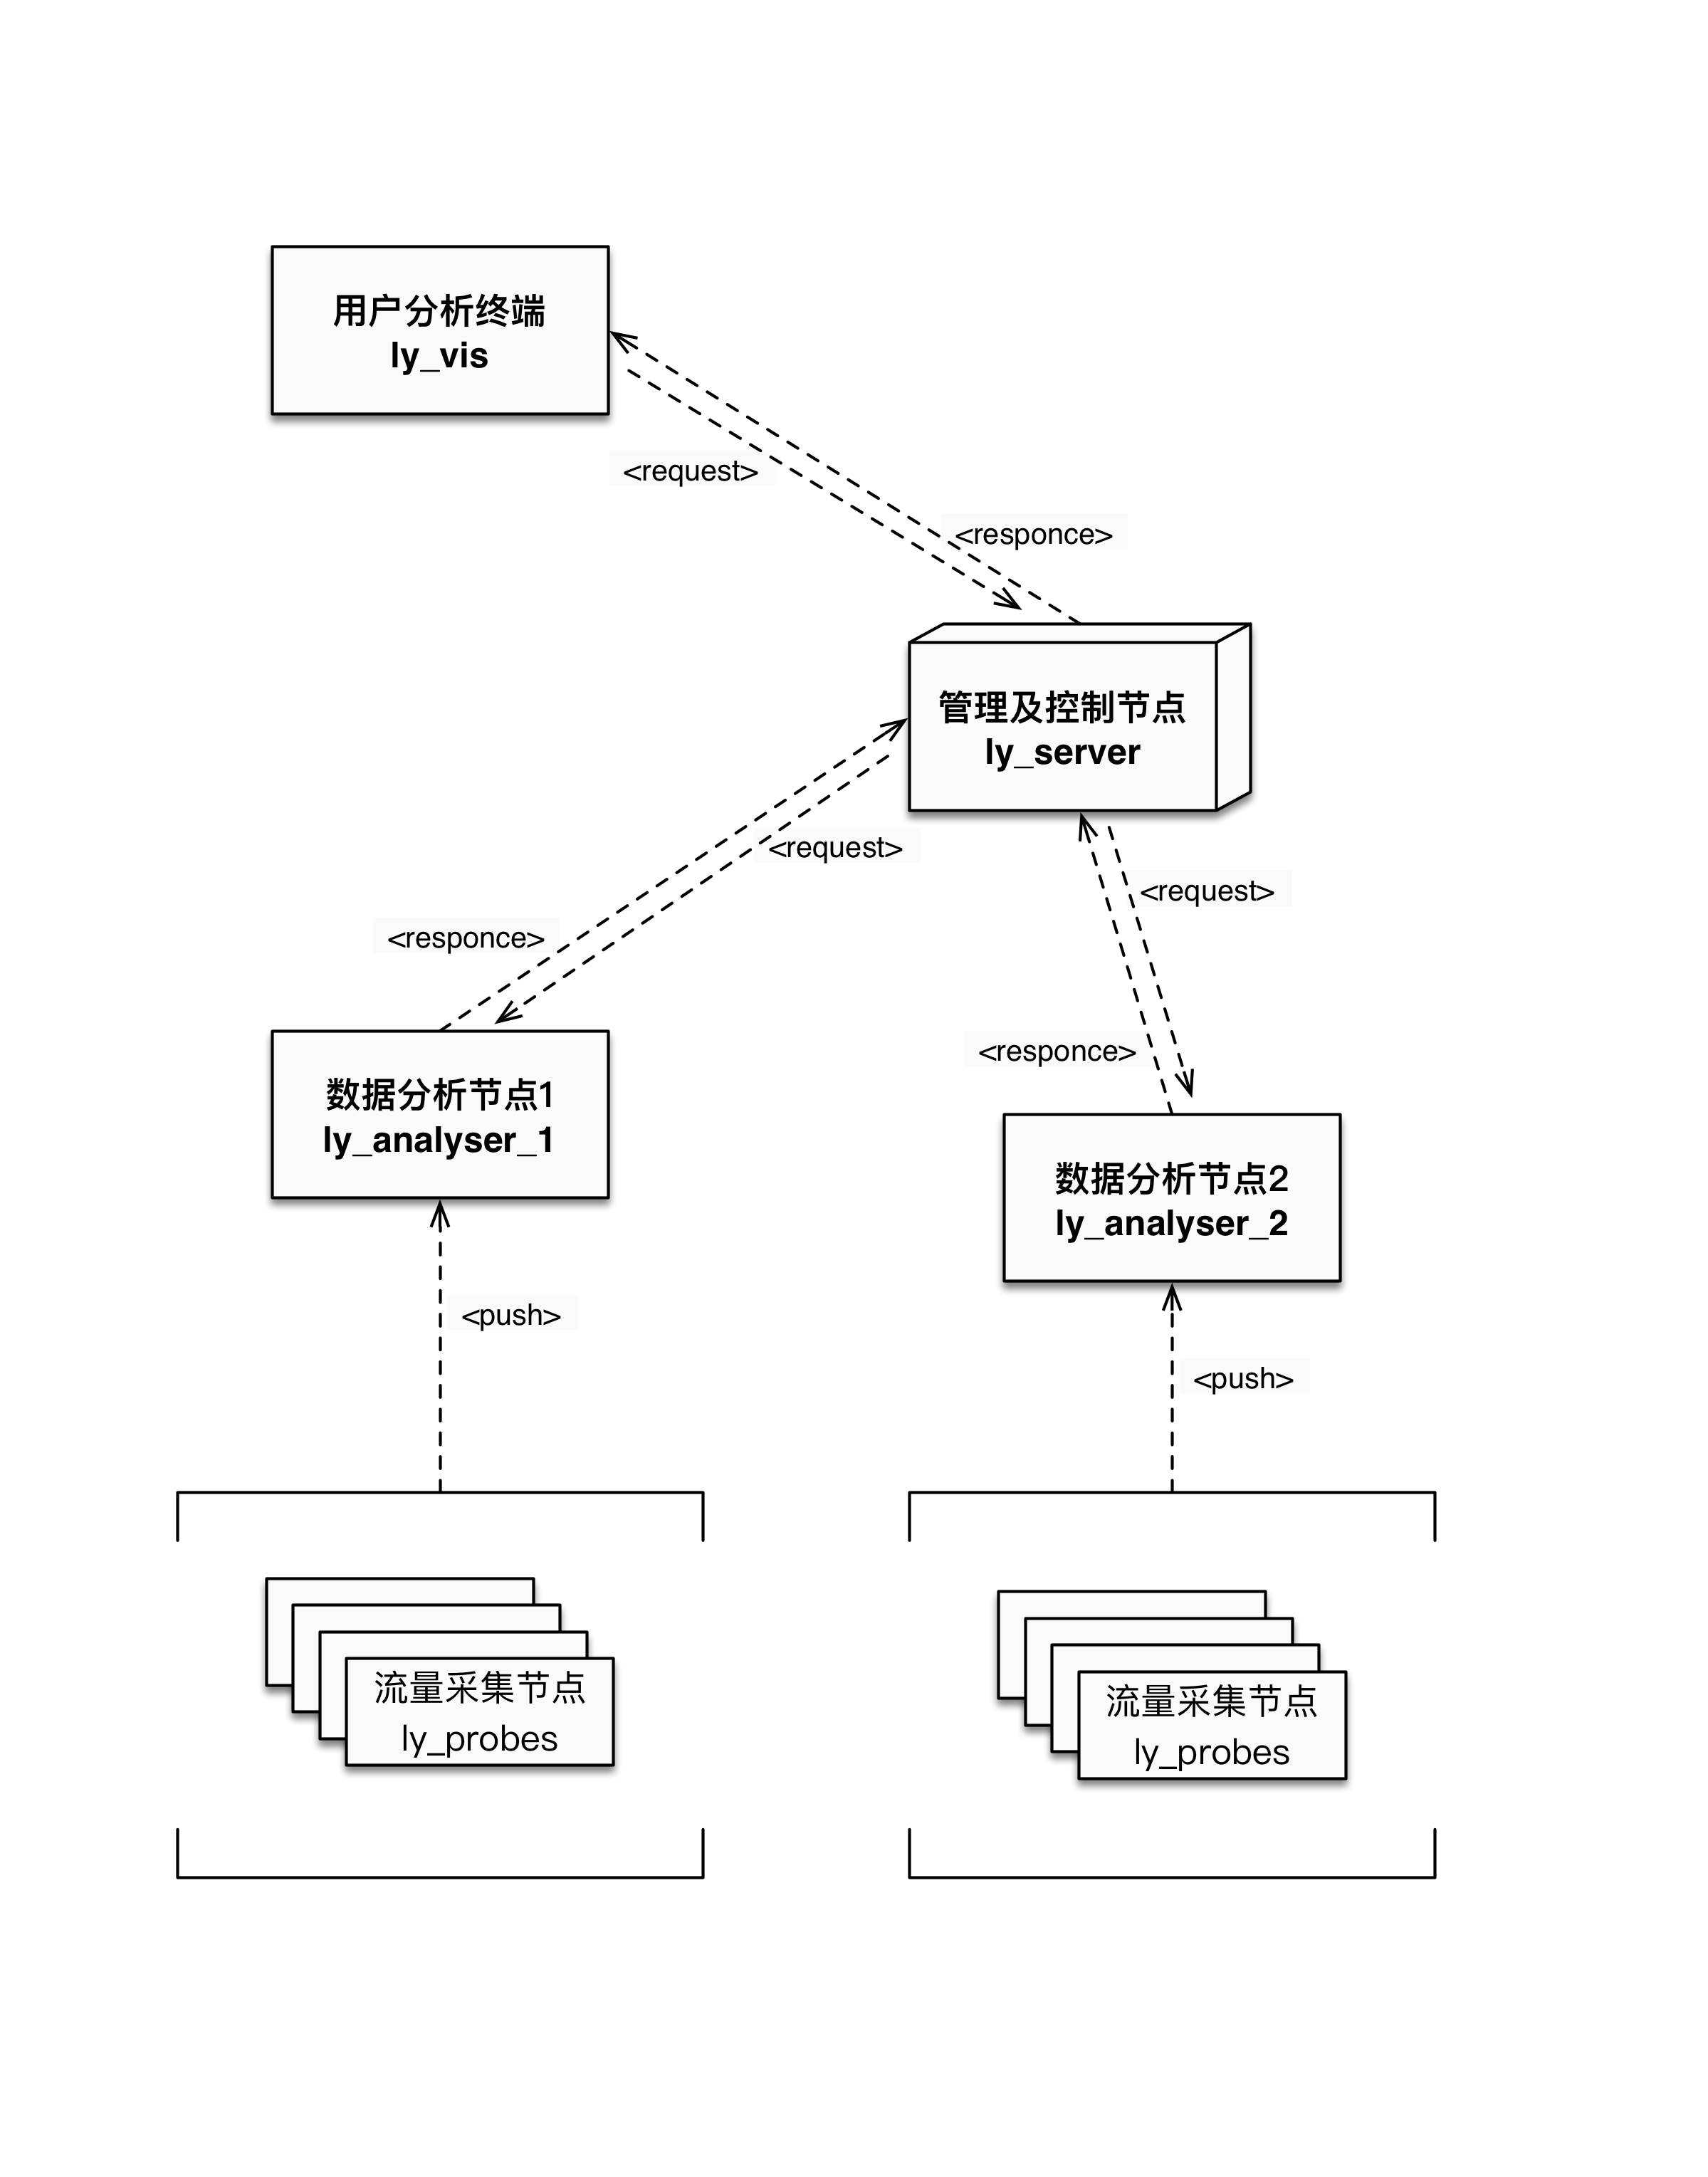 用户分析终端
ly_vis
<request>
<responce>
管理及控制节点
ly_server
<request>
<request>
<responce>
<responce>
数据分析节点1
ly_analyser_1
数据分析节点2
ly_analyser_2
<push>
<push>
流量采集节点
ly_probes
流量采集节点
ly_probes